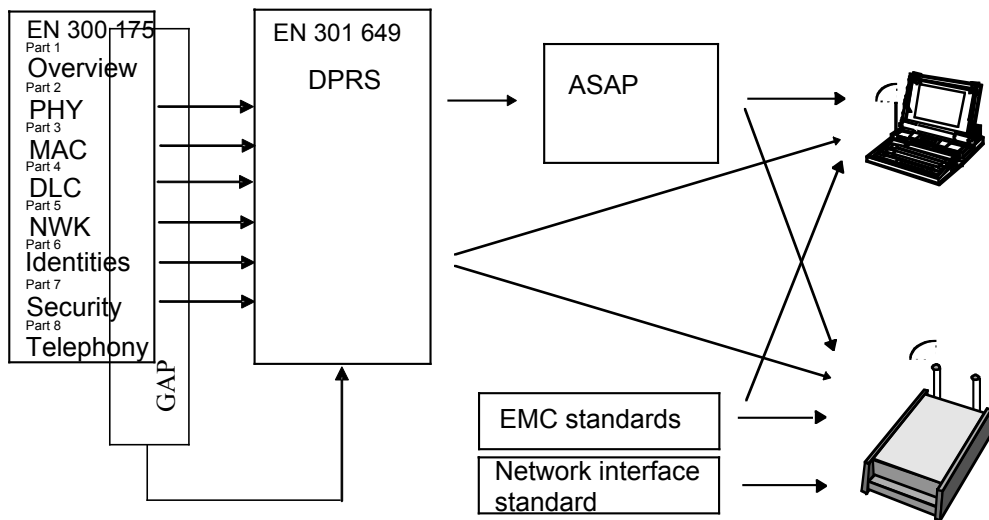 EN 300 175
Part 1
Overview
Part 2
PHY
Part 3
MAC
Part 4
DLC
Part 5
NWK
Part 6
Identities
Part 7
Security
Part 8
Telephony
GAP
EN 301 649
DPRS
ASAP
EMC standards
Network interface
standard